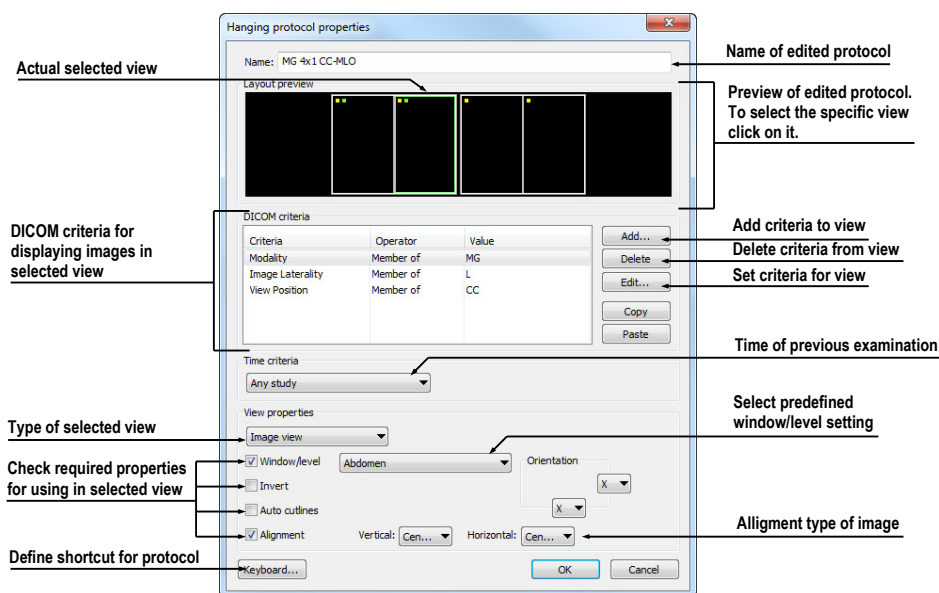 Hanging protocol properties
Name: MG 4x1 CC-MLO
Name of edited protocol
Actual selected view
Layout preview
Preview of edited protocol.
To select the specific view
click on it.
DICOM criteria for
displaying images in
selected view
DICOM criteria
Criteria Operator Value
Modality Member of MG
Image Laterality Member of L
View Position Member of CC
Add...
Delete
Edit...
Copy
Paste
Add criteria to view
Delete criteria from view
Set criteria for view
Time criteria
Any study
Time of previous examination
View properties
Type of selected view
Image view
Select predefined
window/level setting
Check required properties
for using in selected view
Window/level Abdomen Orientation
Invert X
Auto cutlines X
Alignment Vertical: Cen... Horizontal: Cen...
Alligment type of image
Define shortcut for protocol
Keyboard... OK Cancel